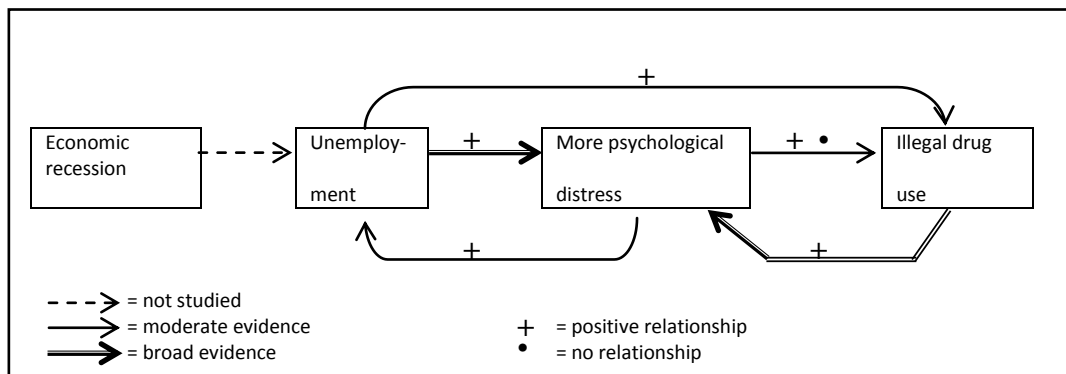 +
Economic
recession
Unemploy-
ment
+
More psychological
distress
+ •
Illegal drug
use
+
+
= not studied
= moderate evidence
= broad evidence
+ = positive relationship
• = no relationship